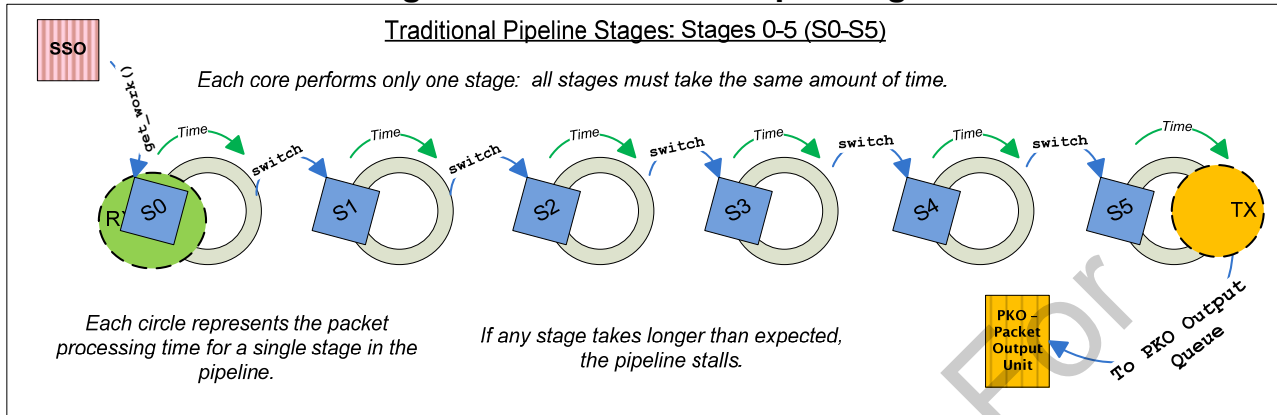 Traditional Pipeline Stages: Stages 0-5 (S0-S5)
SSO
Each core performs only one stage: all stages must take the same amount of time.
get_work()
Time
switch
Time
switch
Time
switch
Time
switch
Time
switch
Time
S0
S1
S2
S3
S4
S5
TX
Each circle represents the packet
processing time for a single stage in the
pipeline.
If any stage takes longer than expected,
the pipeline stalls.
PKO –
Packet
Output
Unit
To PKO Output
Queue
For